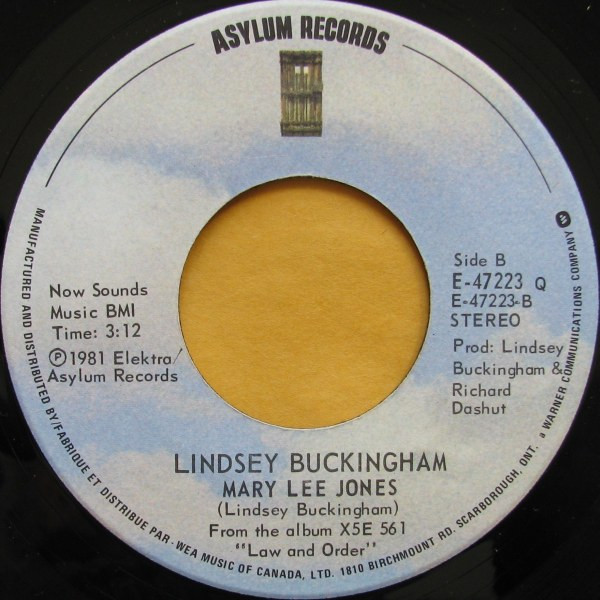 ASYLUM RECORDS
Now Sounds
Music BMI
Time: 3:12
Ⓟ1981 Elektra/
Asylum Records
Side B
E-47223 Q
E-47223-B
STEREO
Prod: Lindsey
Buckingham &
Richard
Dashut
LINDSEY BUCKINGHAM
MARY LEE JONES
(Lindsey Buckingham)
From the album X5E 561
"Law and Order"
MANUFACTURED AND DISTRIBUTED BY/FABRIQUE ET DISTRIBUE PAR - WEA MUSIC OF CANADA, LTD. 1810 BIRCHMOUNT RD. SCARBOROUGH, ONT. a WARNER COMMUNICATIONS COMPANY